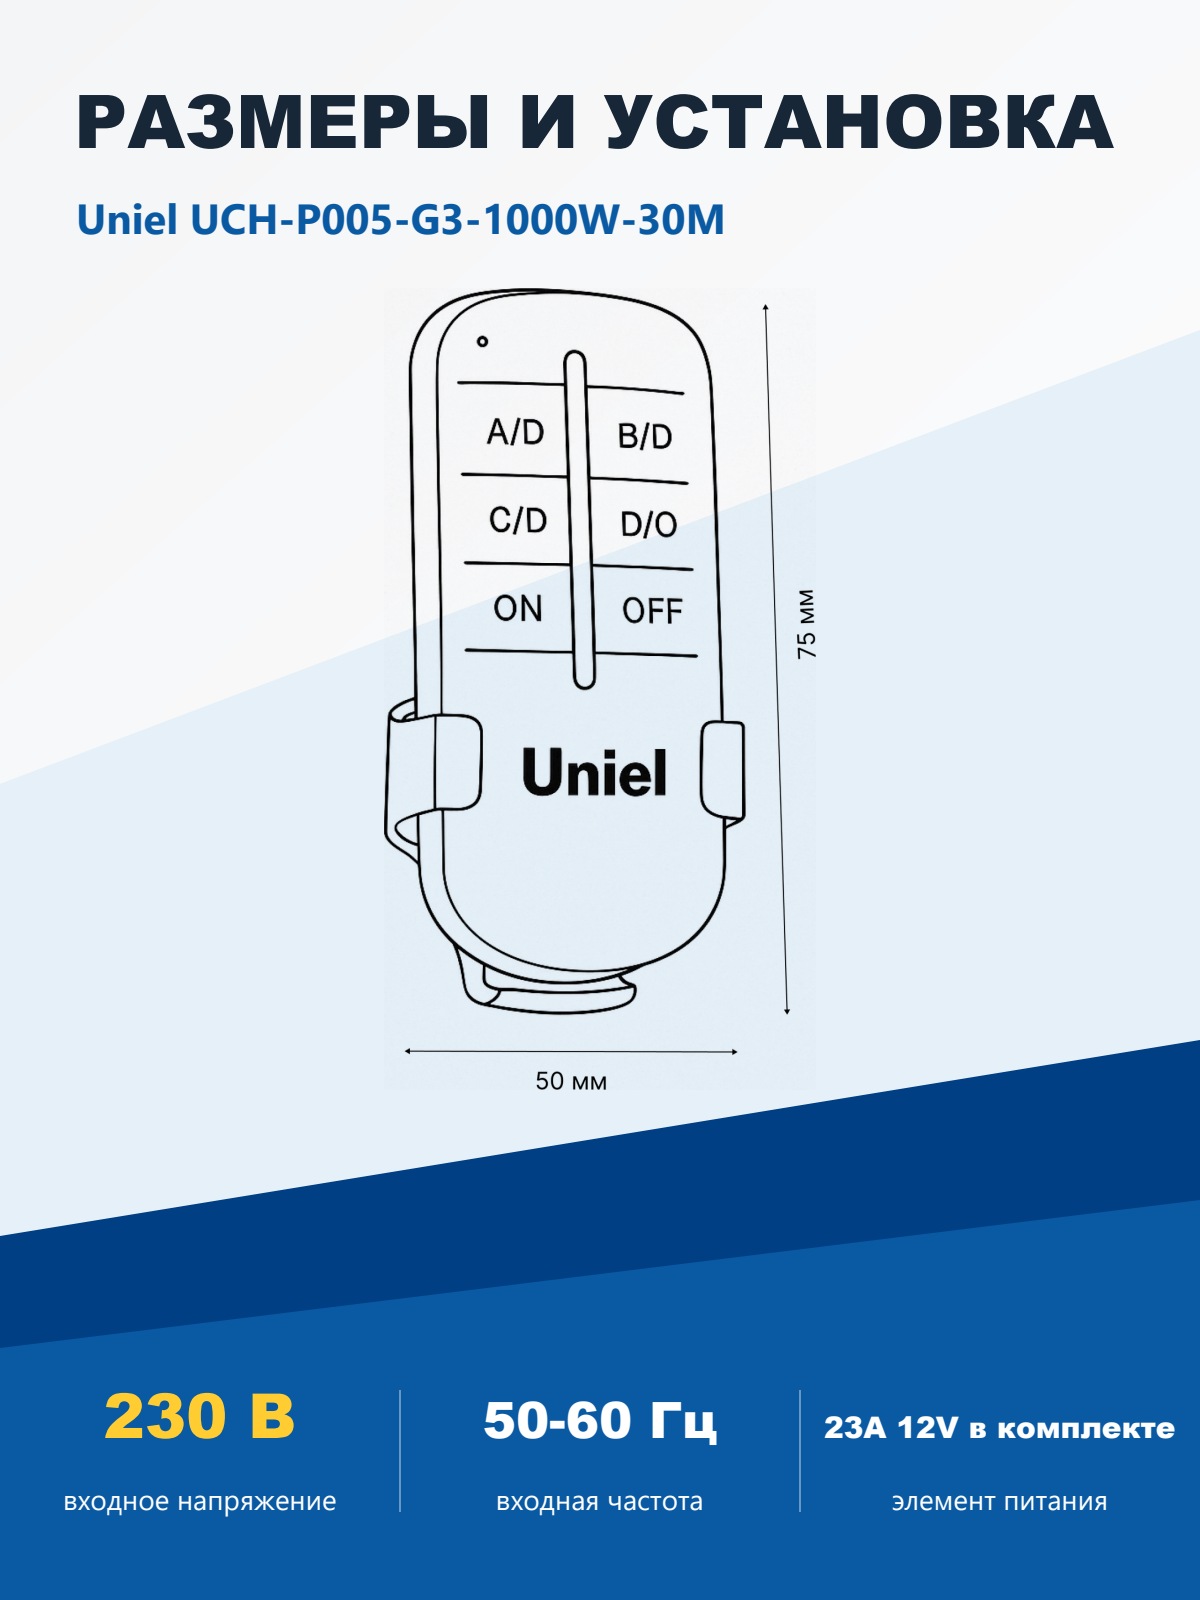 РАЗМЕРЫ И УСТАНОВКА
Uniel UCH-P005-G3-1000W-30M
A/D B/D
C/D D/O
ON OFF
75 мм
Uniel
50 мм
230 В
входное напряжение
50-60 Гц
входная частота
23А 12V в комплекте
элемент питания